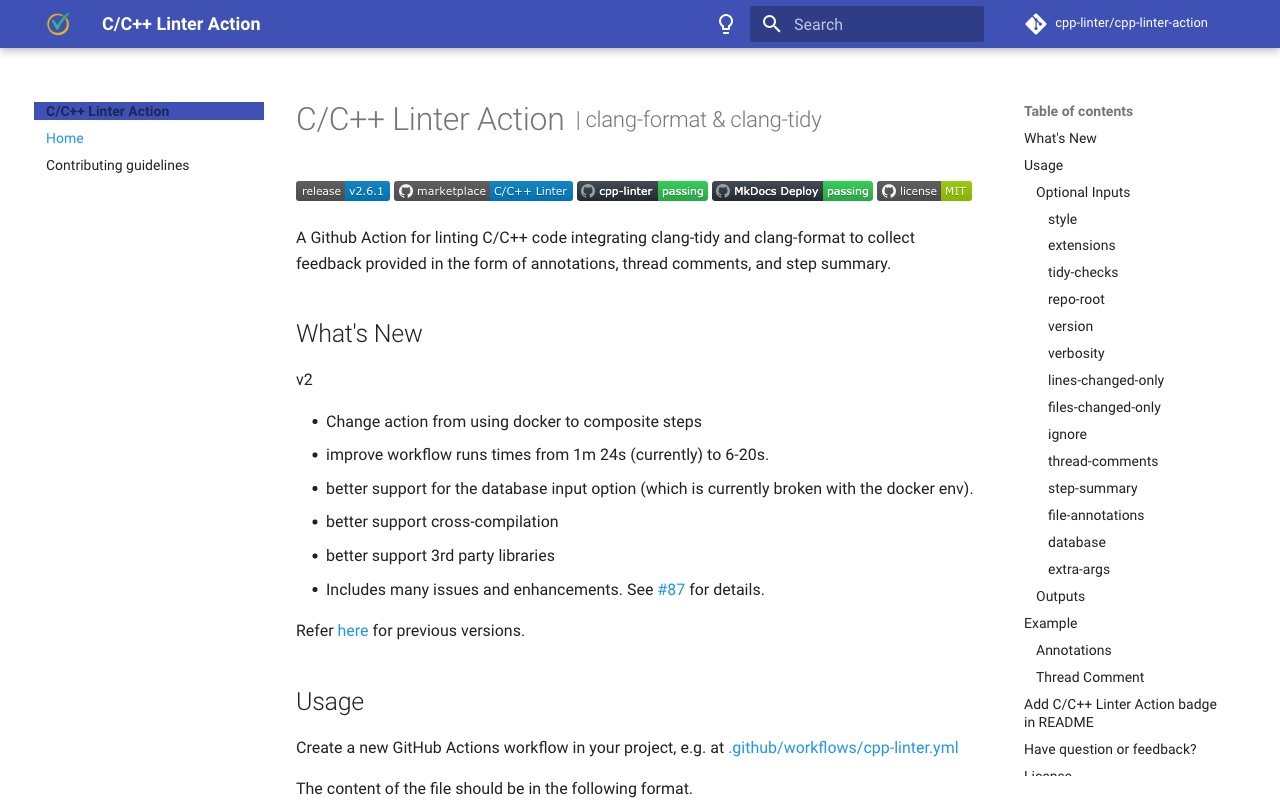 C/C++ Linter Action
Search
cpp-linter/cpp-linter-action
C/C++ Linter Action
Home
Contributing guidelines
C/C++ Linter Action | clang-format & clang-tidy
release v2.6.1
marketplace C/C++ Linter
cpp-linter passing
MkDocs Deploy passing
license MIT
A Github Action for linting C/C++ code integrating clang-tidy and clang-format to collect
feedback provided in the form of annotations, thread comments, and step summary.
What's New
v2
• Change action from using docker to composite steps
• improve workflow runs times from 1m 24s (currently) to 6-20s.
• better support for the database input option (which is currently broken with the docker env).
• better support cross-compilation
• better support 3rd party libraries
• Includes many issues and enhancements. See #87 for details.
Refer here for previous versions.
Usage
Create a new GitHub Actions workflow in your project, e.g. at .github/workflows/cpp-linter.yml
The content of the file should be in the following format.
Table of contents
What's New
Usage
Optional Inputs
style
extensions
tidy-checks
repo-root
version
verbosity
lines-changed-only
files-changed-only
ignore
thread-comments
step-summary
file-annotations
database
extra-args
Outputs
Example
Annotations
Thread Comment
Add C/C++ Linter Action badge
in README
Have question or feedback?
License